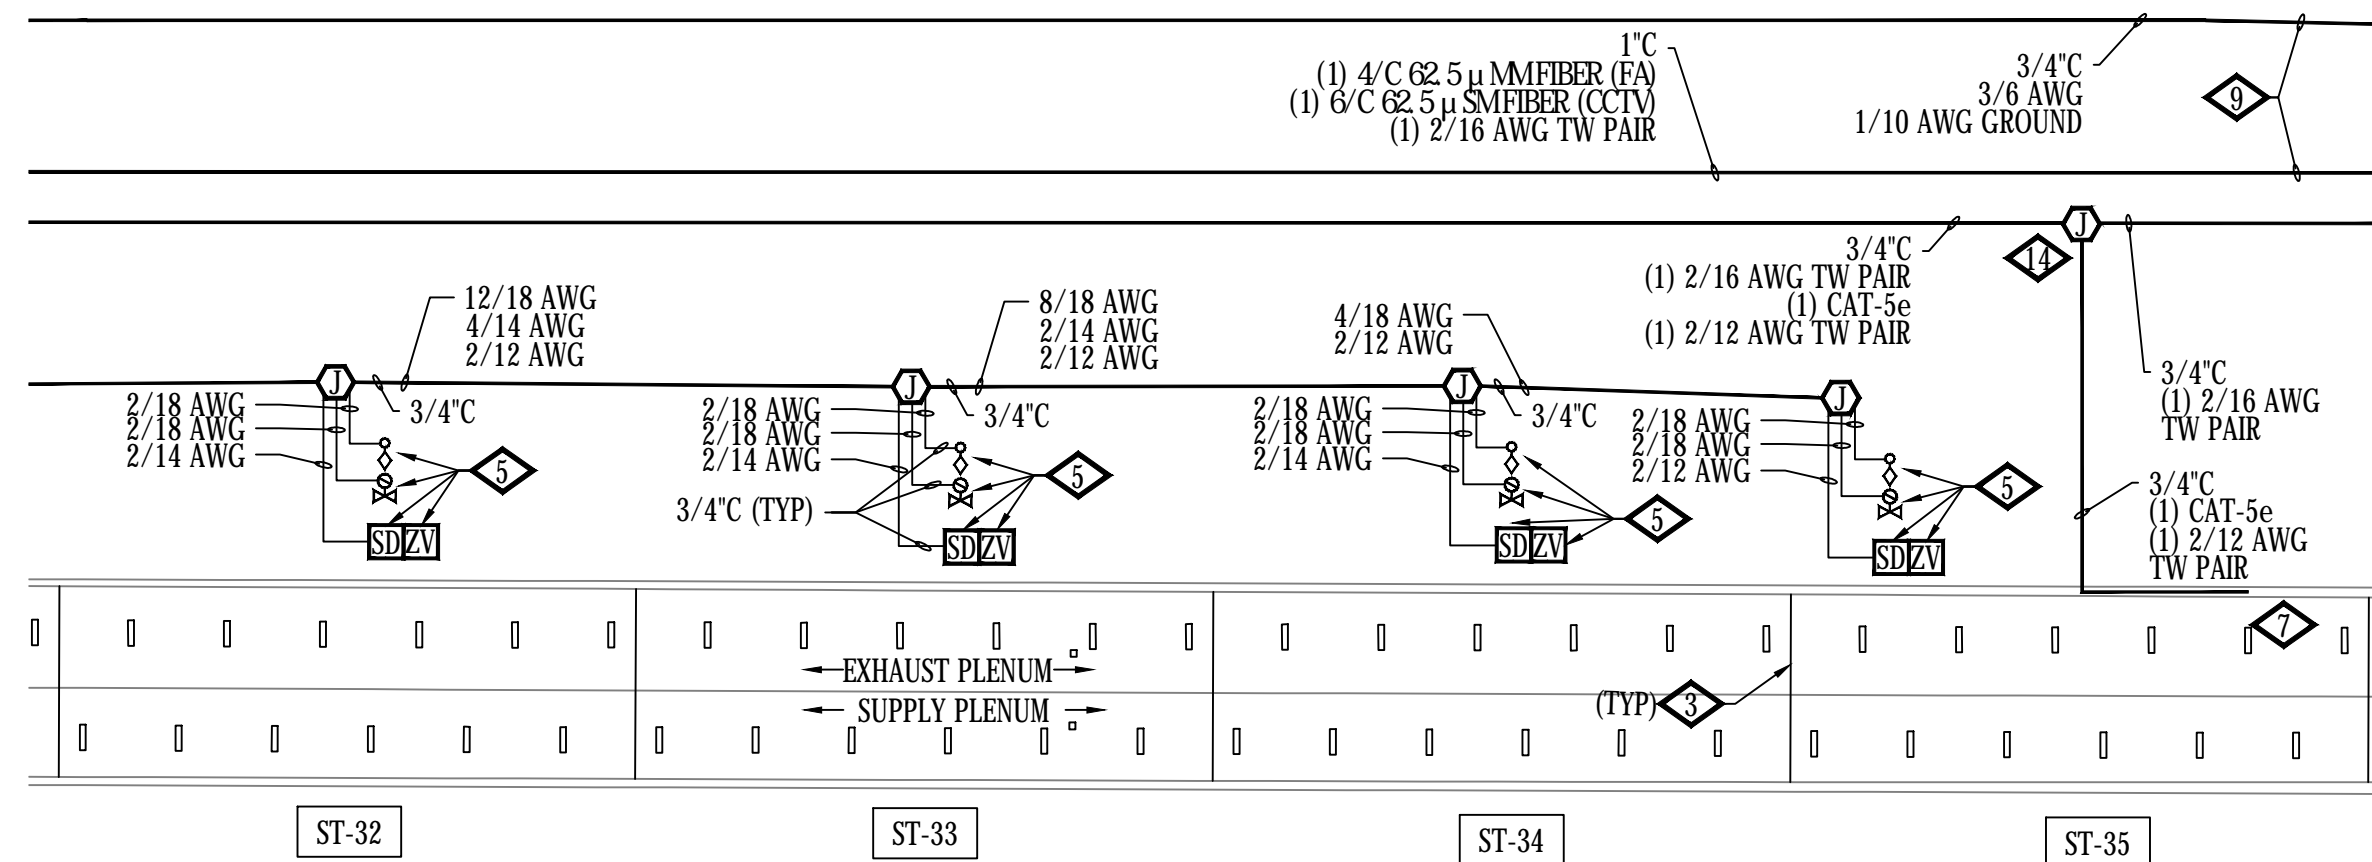 1"C
(1) 4/C 62.5 µ MM FIBER (FA)
(1) 6/C 62.5 µ SM FIBER (CCTV)
(1) 2/16 AWG TW PAIR
3/4"C
3/6 AWG
1/10 AWG GROUND
9
J
14
3/4"C
(1) 2/16 AWG TW PAIR
(1) CAT-5e
(1) 2/12 AWG TW PAIR
3/4"C
(1) 2/16 AWG
TW PAIR
3/4"C
(1) CAT-5e
(1) 2/12 AWG
TW PAIR
7
12/18 AWG
4/14 AWG
2/12 AWG
J
3/4"C
2/18 AWG
2/18 AWG
2/14 AWG
5
SD ZV
8/18 AWG
2/14 AWG
2/12 AWG
J
3/4"C
2/18 AWG
2/18 AWG
2/14 AWG
3/4"C (TYP)
5
SD ZV
4/18 AWG
2/12 AWG
J
3/4"C
2/18 AWG
2/18 AWG
2/14 AWG
5
SD ZV
J
2/18 AWG
2/18 AWG
2/12 AWG
5
SD ZV
EXHAUST PLENUM
SUPPLY PLENUM
(TYP) 3
ST-32
ST-33
ST-34
ST-35